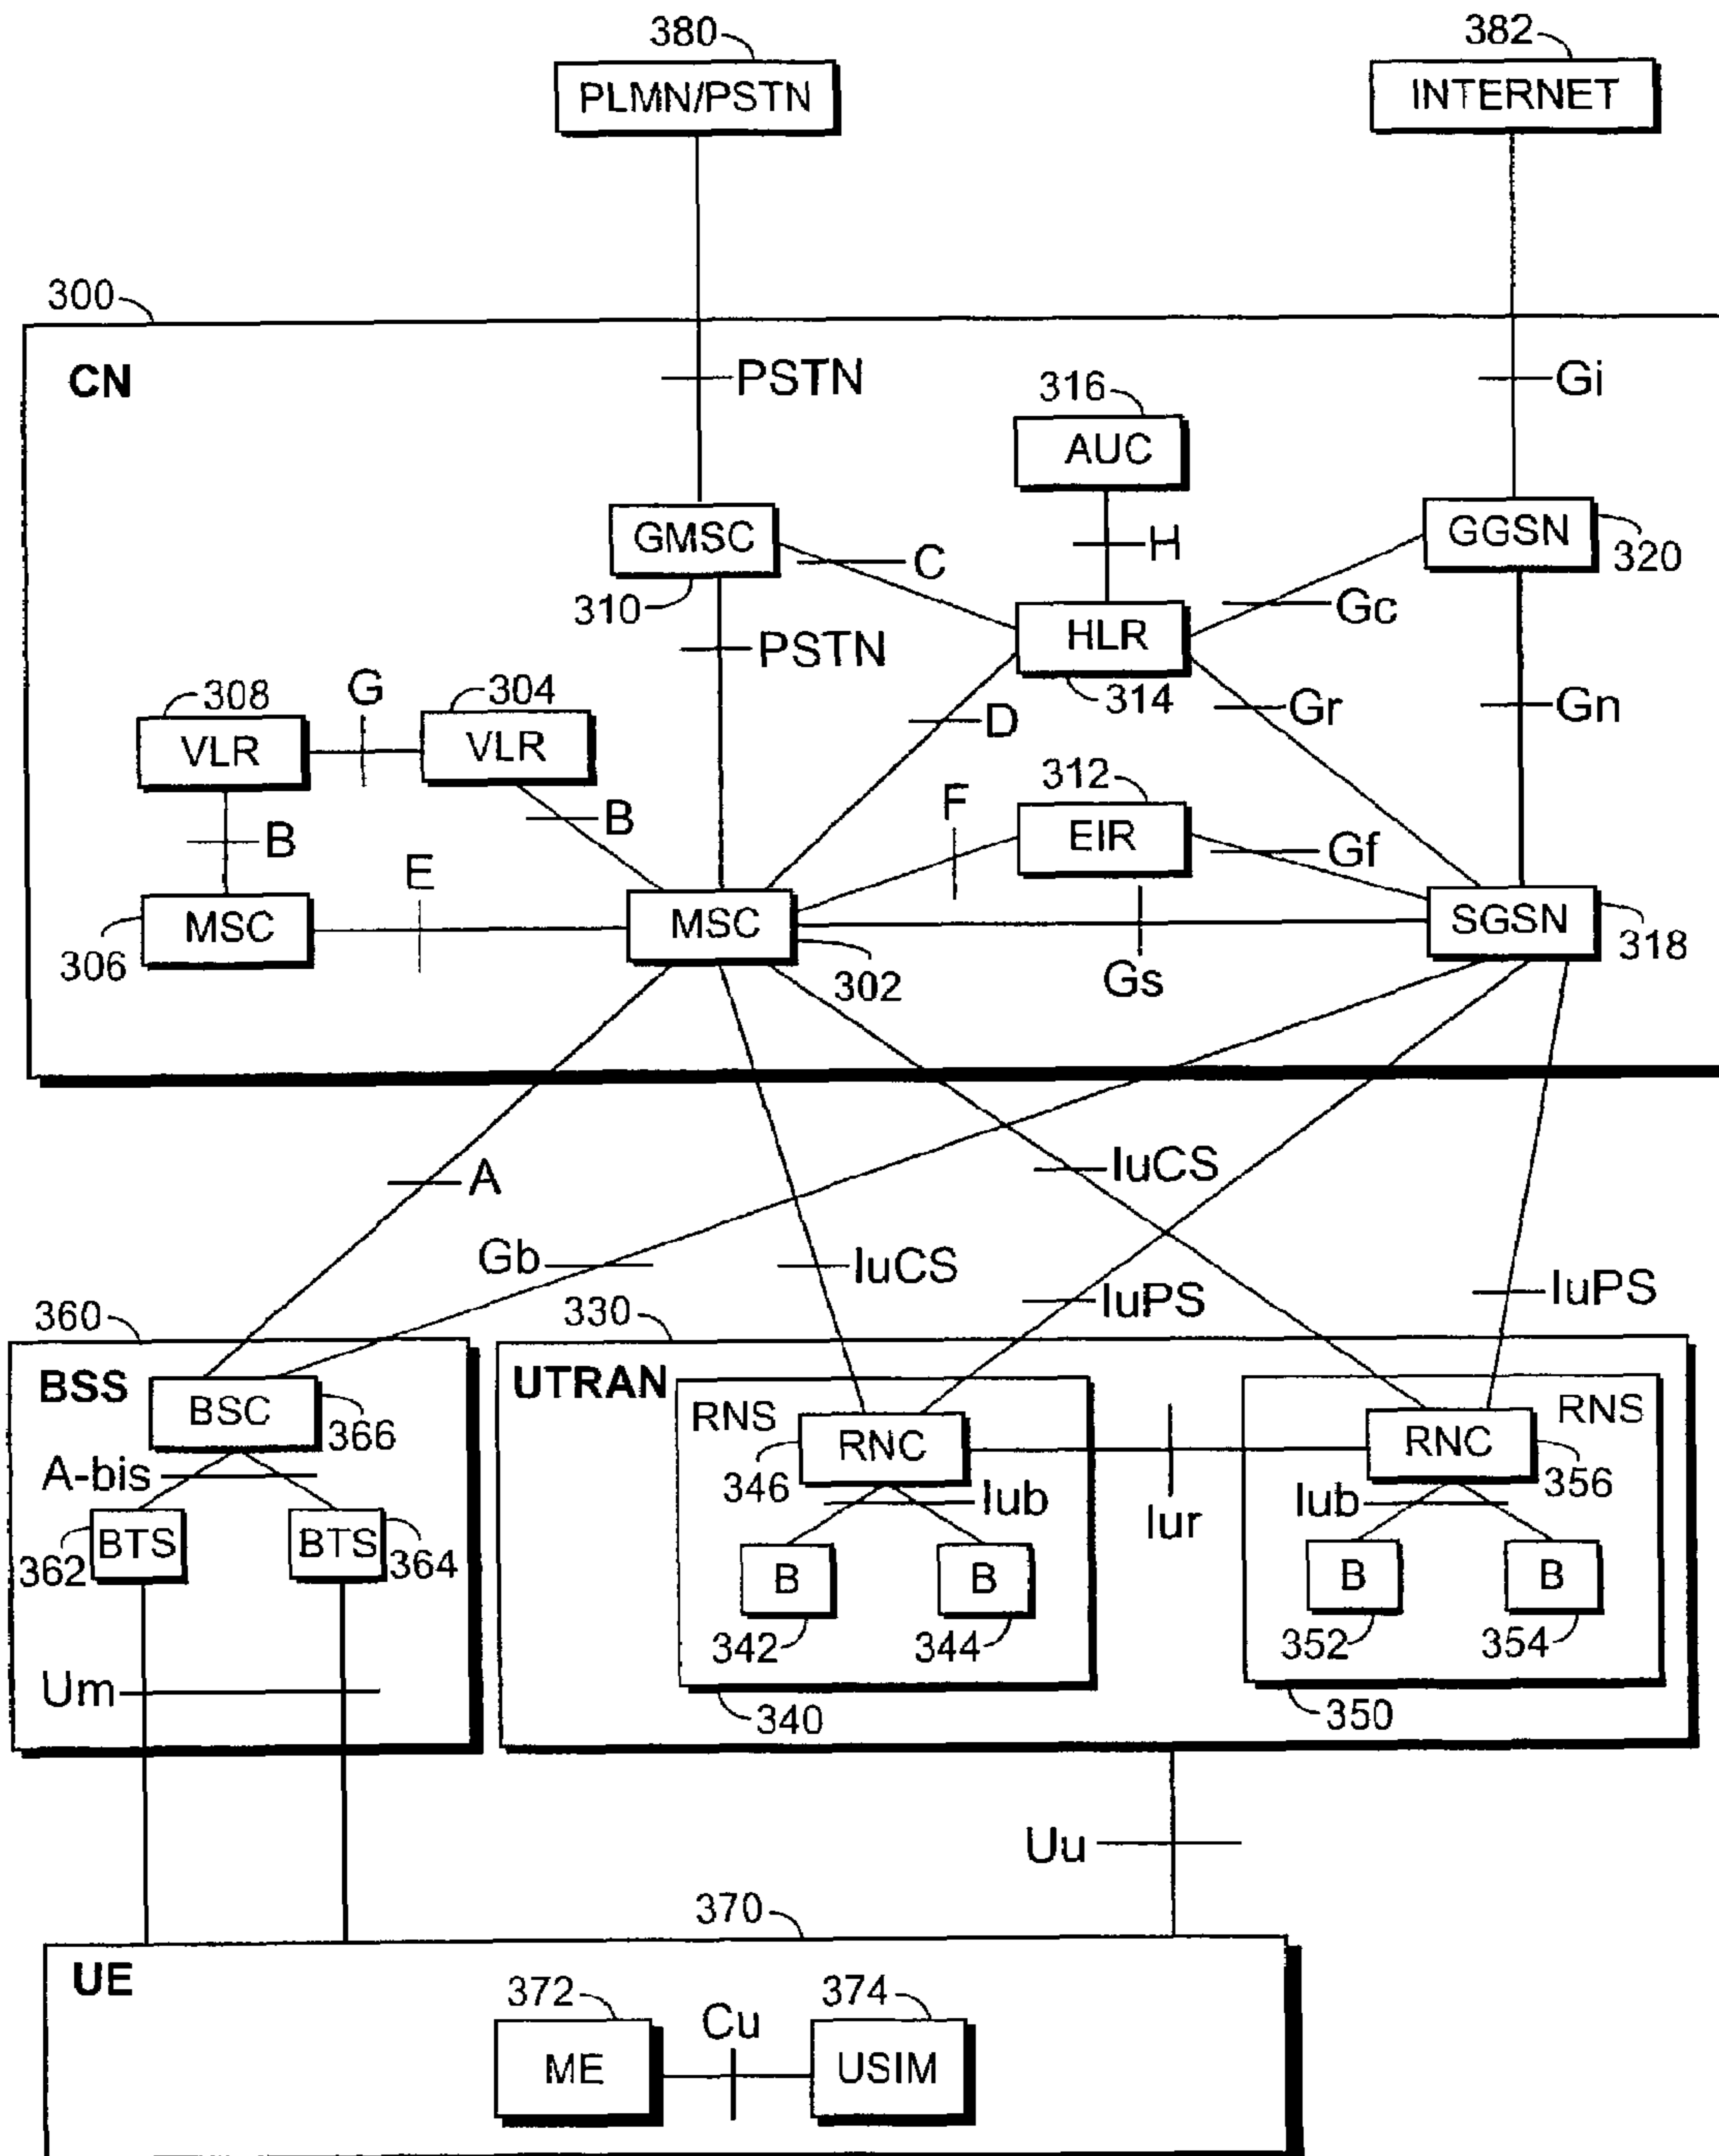 380
382
PLMN/PSTN
INTERNET
300
CN
PSTN
316
Gi
AUC
GMSC
C
H
GGSN
310
320
HLR
Gc
PSTN
G
308
304
314
VLR
VLR
D
Gr
Gn
312
F
B
B
EIR
Gf
E
MSC
MSC
SGSN
306
302
Gs
318
A
IuCS
Gb
IuCS
IuPS
IuPS
360
330
BSS
UTRAN
BSC
RNS
RNC
RNC
RNS
366
346
356
A-bis
Iub
Iur
Iub
BTS
BTS
362
364
B
B
B
B
342
344
352
354
Um
340
350
Uu
370
UE
372
374
Cu
ME
USIM